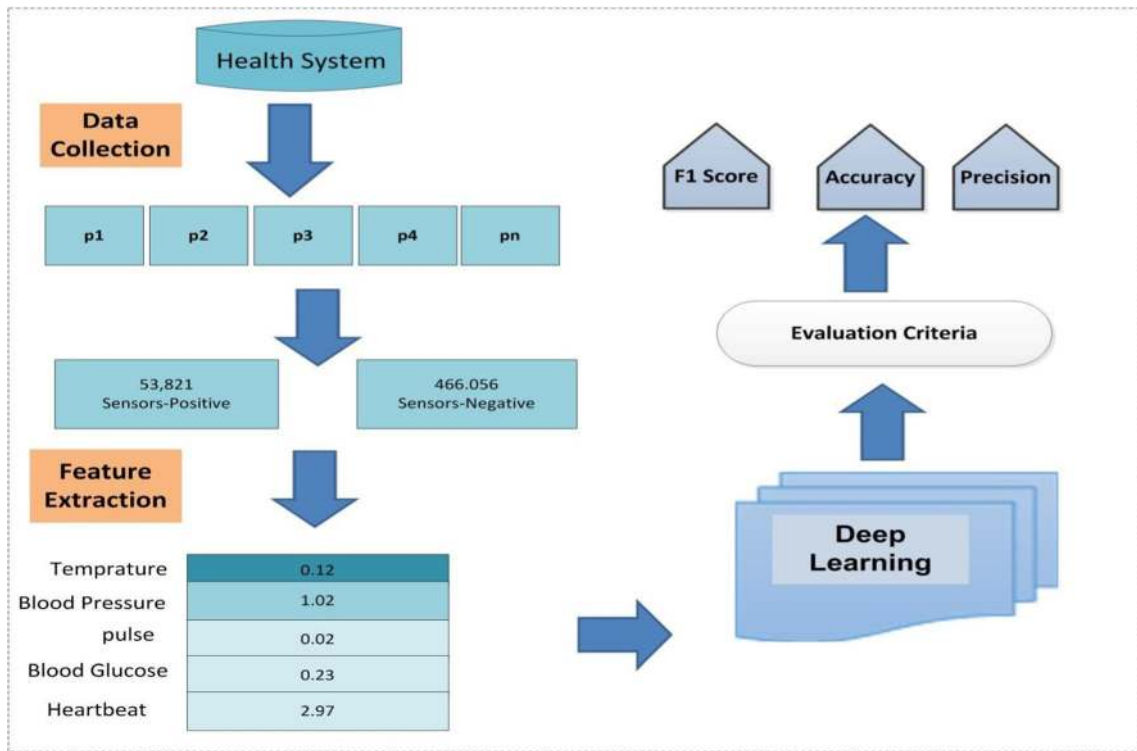 Health System
Data
Collection
p1 p2 p3 p4 pn
53,821
Sensors-Positive
466.056
Sensors-Negative
Feature
Extraction
Temprature 0.12
Blood Pressure 1.02
pulse 0.02
Blood Glucose 0.23
Heartbeat 2.97
Deep
Learning
Evaluation Criteria
F1 Score Accuracy Precision